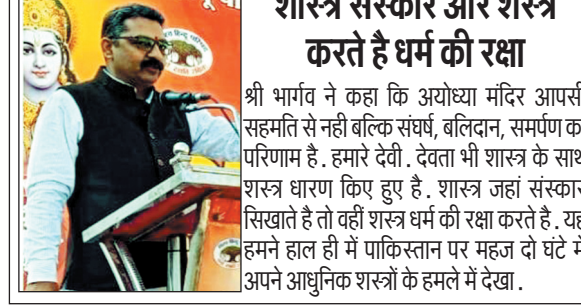 शास्त्र संस्कार और शस्त्र
करते है धर्म की रक्षा
श्री भार्गव ने कहा कि अयोध्या मंदिर आपसी
सहमति से नही बल्कि संघर्ष, बलिदान, समर्पण का
परिणाम है. हमारे देवी. देवता भी शास्त्र के साथ
शस्त्र धारण किए हुए है. शास्त्र जहां संस्कार
सिखाते है तो वहीं शस्त्र धर्म की रक्षा करते है. यह
हमने हाल ही में पाकिस्तान पर महज दो घंटे में
अपने आधुनिक शस्त्रों के हमले में देखा.